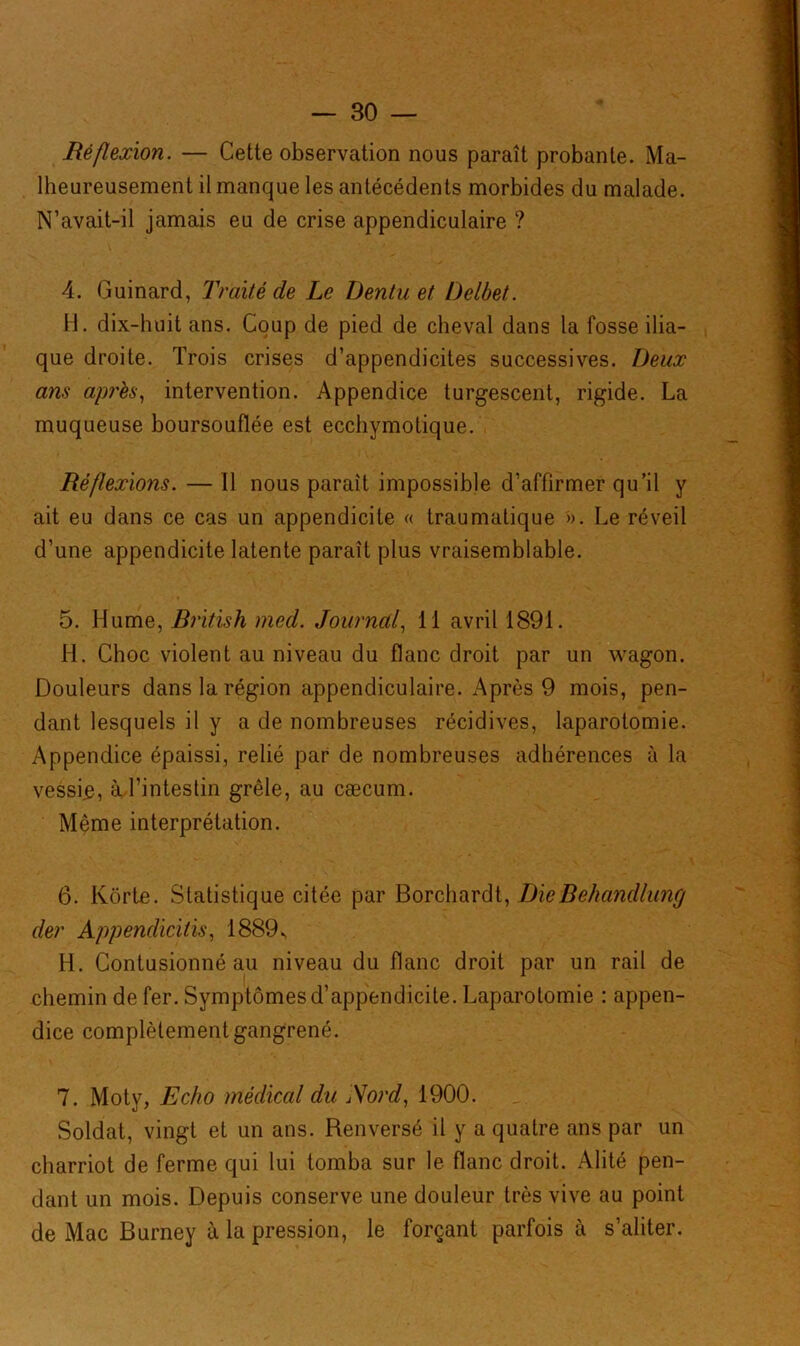 — 30 —
Réflexion. — Cette observation nous paraît probante. Ma-
lheureusement il manque les antécédents morbides du malade.
N’avait-il jamais eu de crise appendiculaire ?
4. Guinard, Traité de Le Dentu et Delbet.
H. dix-huit ans. Coup de pied de cheval dans la fosse ilia-
que droite. Trois crises d’appendicites successives. Deux
ans après, intervention. Appendice turgescent, rigide. La
muqueuse boursouflée est ecchymotique.
Réflexions. — Il nous paraît impossible d’affirmer qu’il y
ait eu dans ce cas un appendicite « traumatique ». Le réveil
d’une appendicite latente paraît plus vraisemblable.
5. Hume, British med. Journal, 11 avril 1891.
H. Choc violent au niveau du flanc droit par un wagon.
Douleurs dans la région appendiculaire. Après 9 mois, pen-
dant lesquels il y a de nombreuses récidives, laparotomie.
Appendice épaissi, relié par de nombreuses adhérences à la
vessie, à l’intestin grêle, au cæcum.
Même interprétation.
6. Körte. Statistique citée par Borchardt, Die Behandlung
der Appendicitis, 1889.
H. Contusionné au niveau du flanc droit par un rail de
chemin de fer. Symptômes d’appendicite. Laparotomie : appen-
dice complètement gangrené.
7. Moty, Echo médical du Nord, 1900.
Soldat, vingt et un ans. Renversé il y a quatre ans par un
charriot de ferme qui lui tomba sur le flanc droit. Alité pen-
dant un mois. Depuis conserve une douleur très vive au point
de Mac Burney à la pression, le forçant parfois à s’aliter.